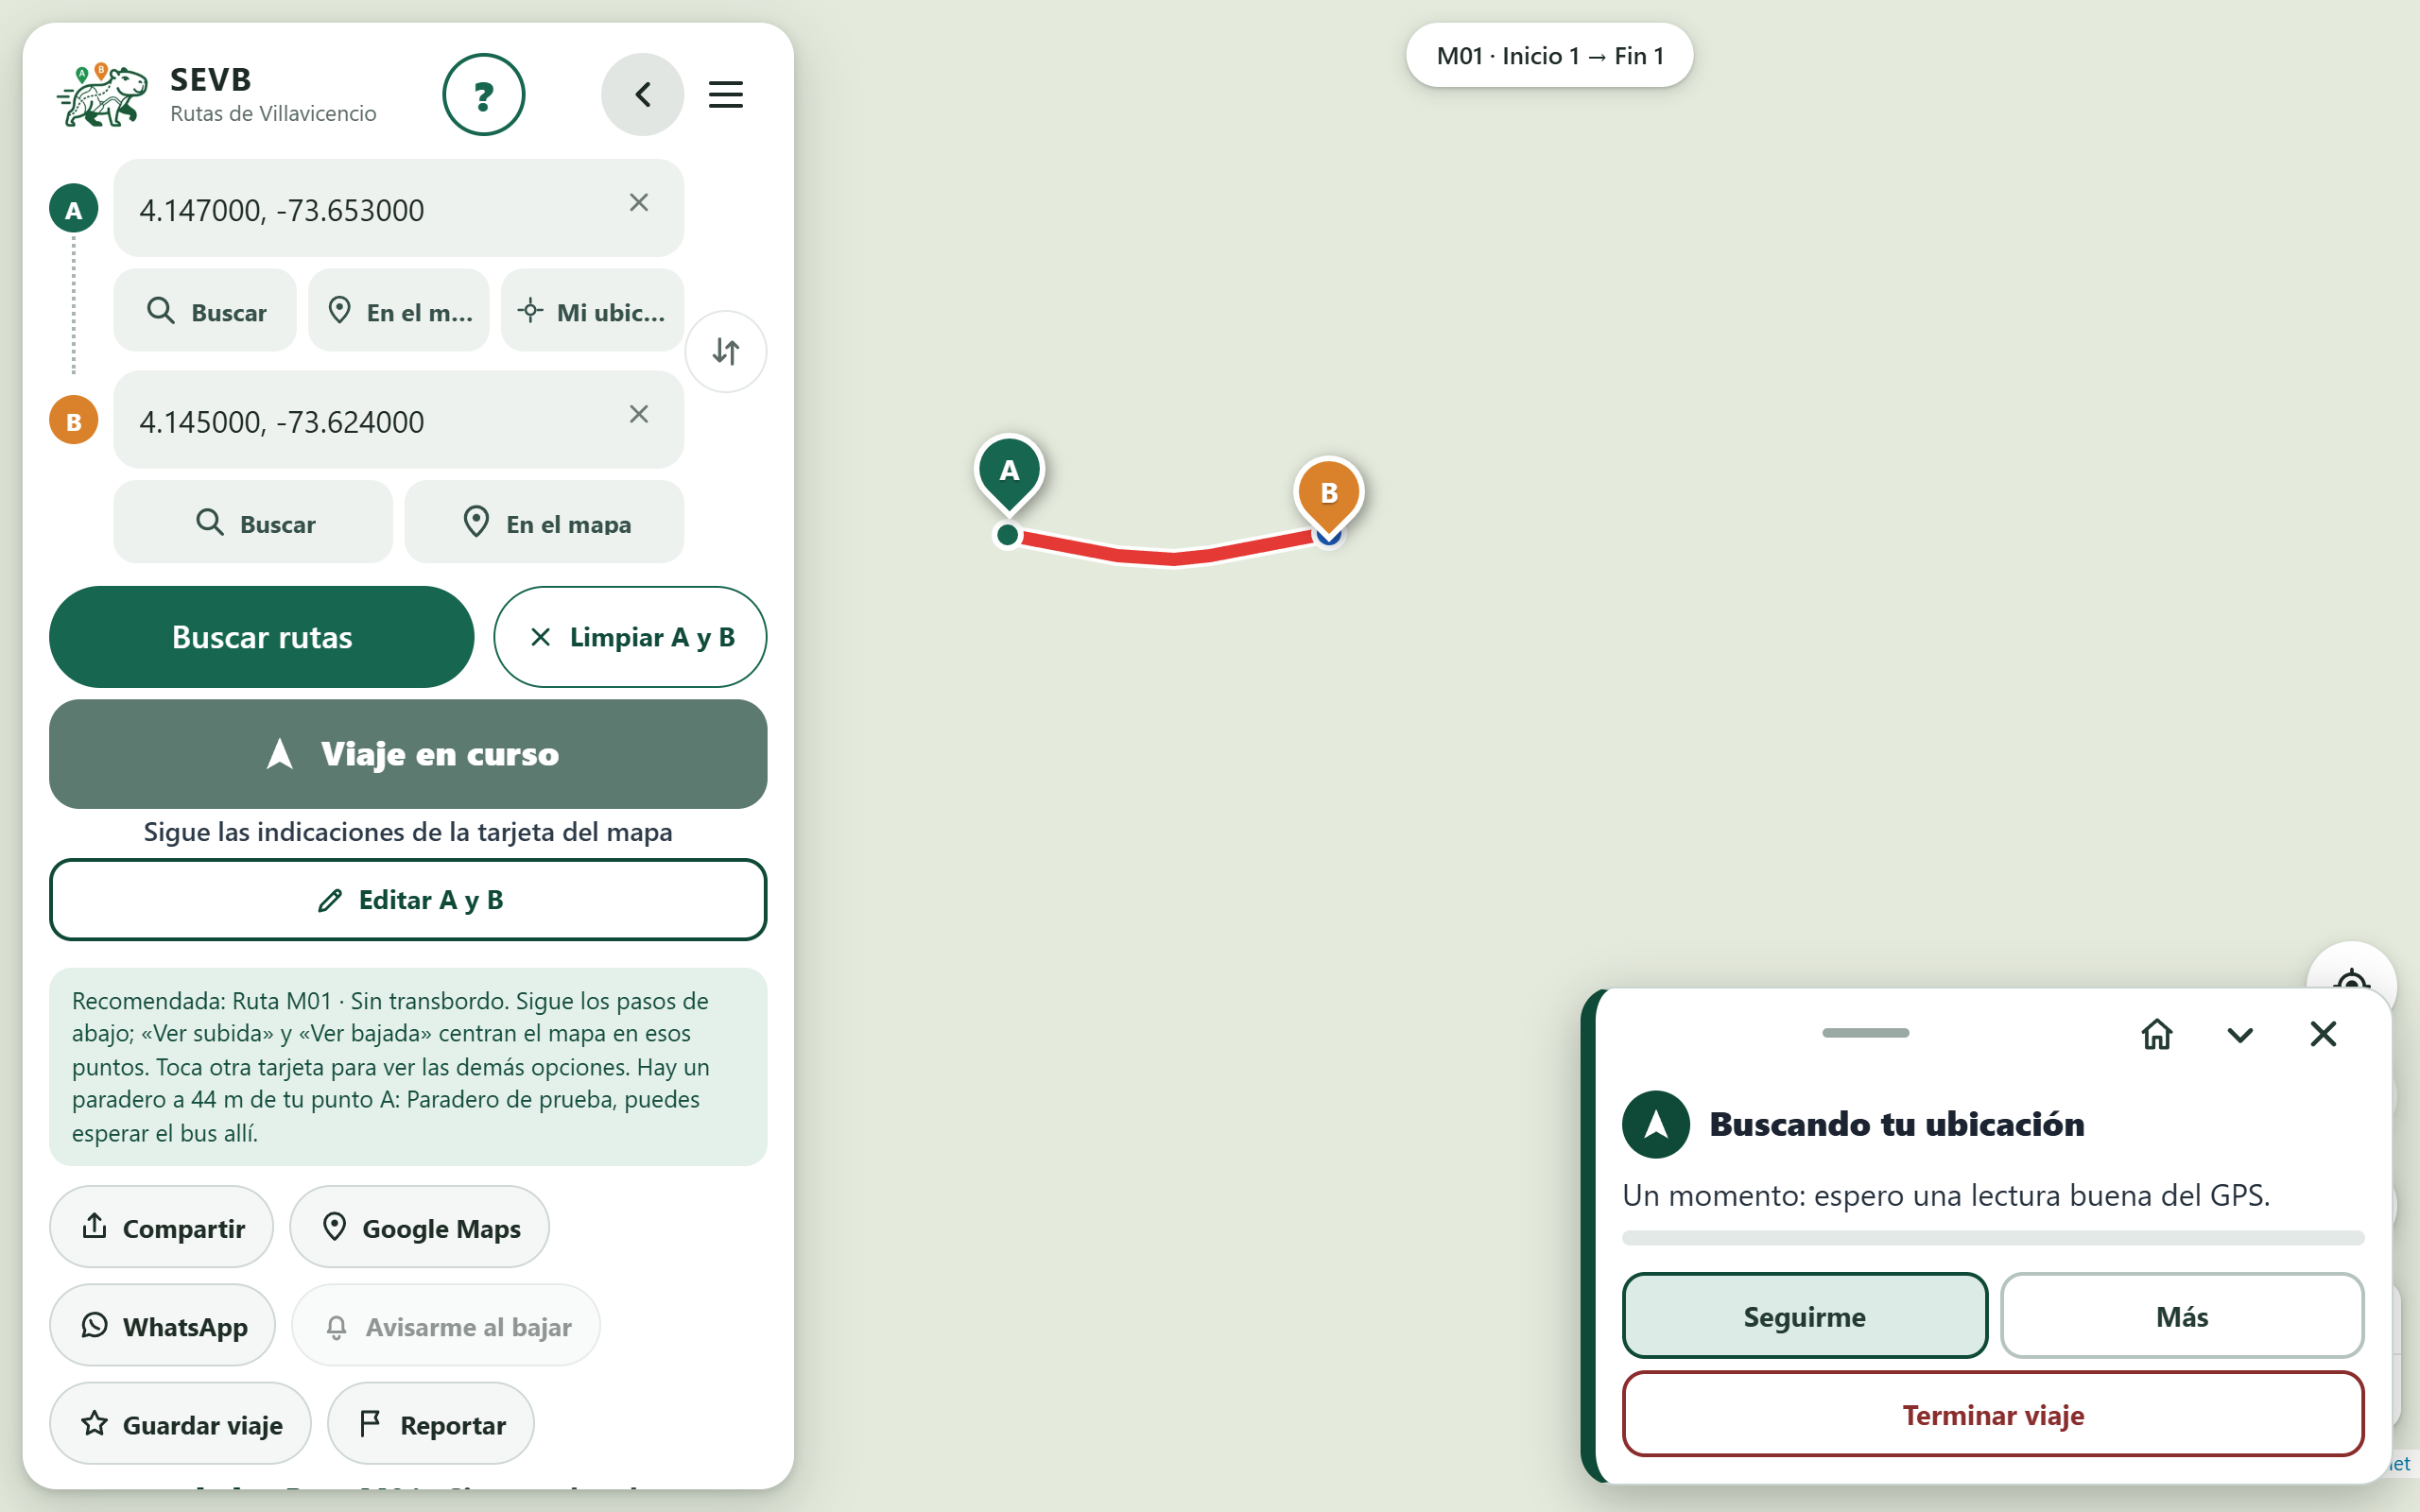 SEVB
Rutas de Villavicencio
?
M01 · Inicio 1 → Fin 1
A
4.147000, -73.653000
Buscar
En el m...
Mi ubic...
B
4.145000, -73.624000
Buscar
En el mapa
A
B
Buscar rutas
Limpiar A y B
Viaje en curso
Sigue las indicaciones de la tarjeta del mapa
Editar A y B
Recomendada: Ruta M01 · Sin transbordo. Sigue los pasos de
abajo; «Ver subida» y «Ver bajada» centran el mapa en esos
puntos. Toca otra tarjeta para ver las demás opciones. Hay un
paradero a 44 m de tu punto A: Paradero de prueba, puedes
esperar el bus allí.
Compartir
Google Maps
WhatsApp
Avisarme al bajar
Guardar viaje
Reportar
Buscando tu ubicación
Un momento: espero una lectura buena del GPS.
Seguirme
Más
Terminar viaje